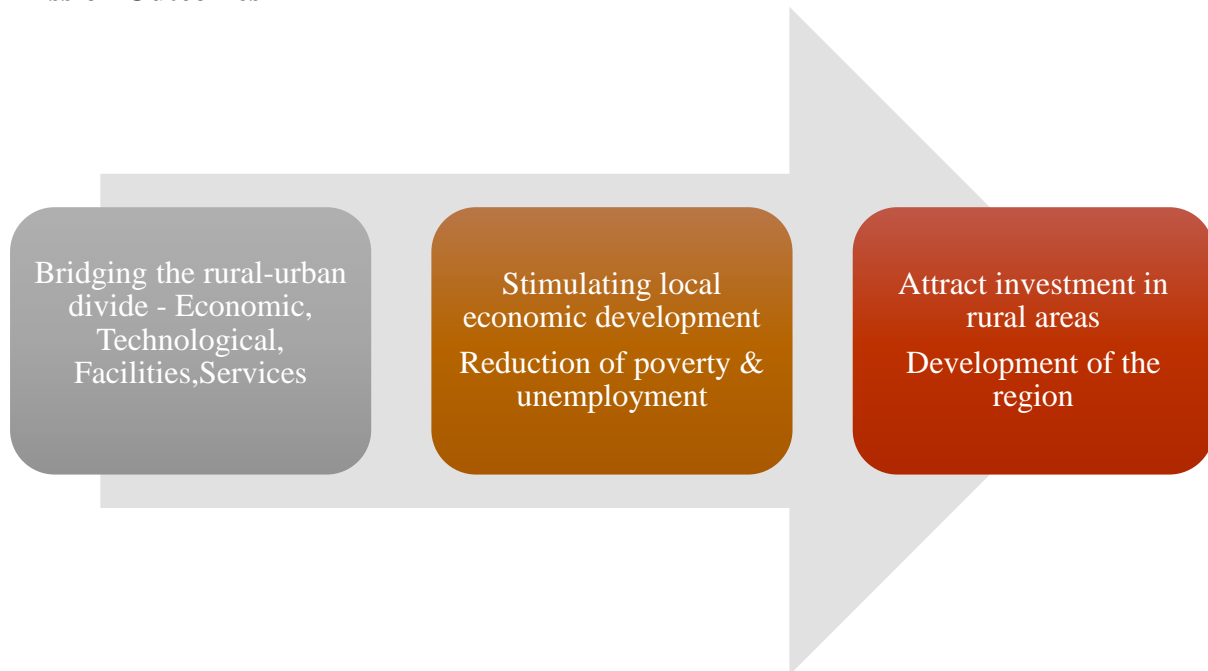 Bridging the rural-urban
divide - Economic,
Technological,
Facilities,Services
Stimulating local
economic development
Reduction of poverty &
unemployment
Attract investment in
rural areas
Development of the
region